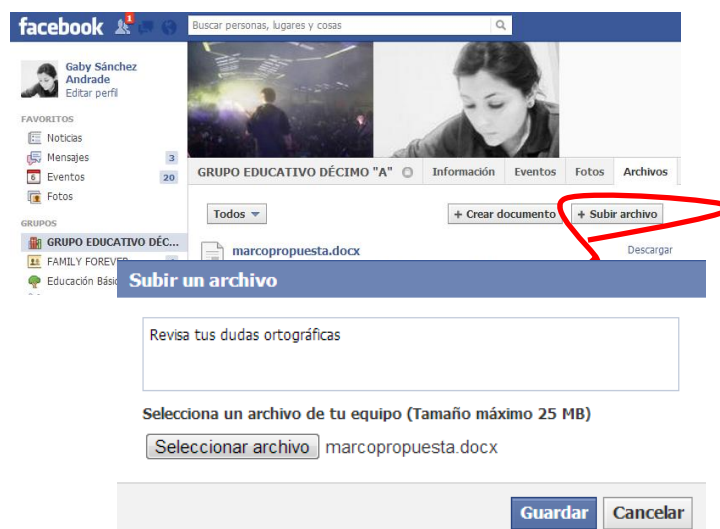 facebook
1
Buscar personas, lugares y cosas
Gaby Sánchez
Andrade
Editar perfil
FAVORITOS
Noticias
Mensajes 3
6 Eventos 20
Fotos
GRUPOS
GRUPO EDUCATIVO DÉC...
FAMILY FOREVER
Educación Básic
GRUPO EDUCATIVO DÉCIMO "A"
Información
Eventos
Fotos
Archivos
Todos
+ Crear documento
+ Subir archivo
marcopropuesta.docx
Descargar
Subir un archivo
Revisa tus dudas ortográficas
Selecciona un archivo de tu equipo (Tamaño máximo 25 MB)
Seleccionar archivo marcopropuesta.docx
Guardar
Cancelar